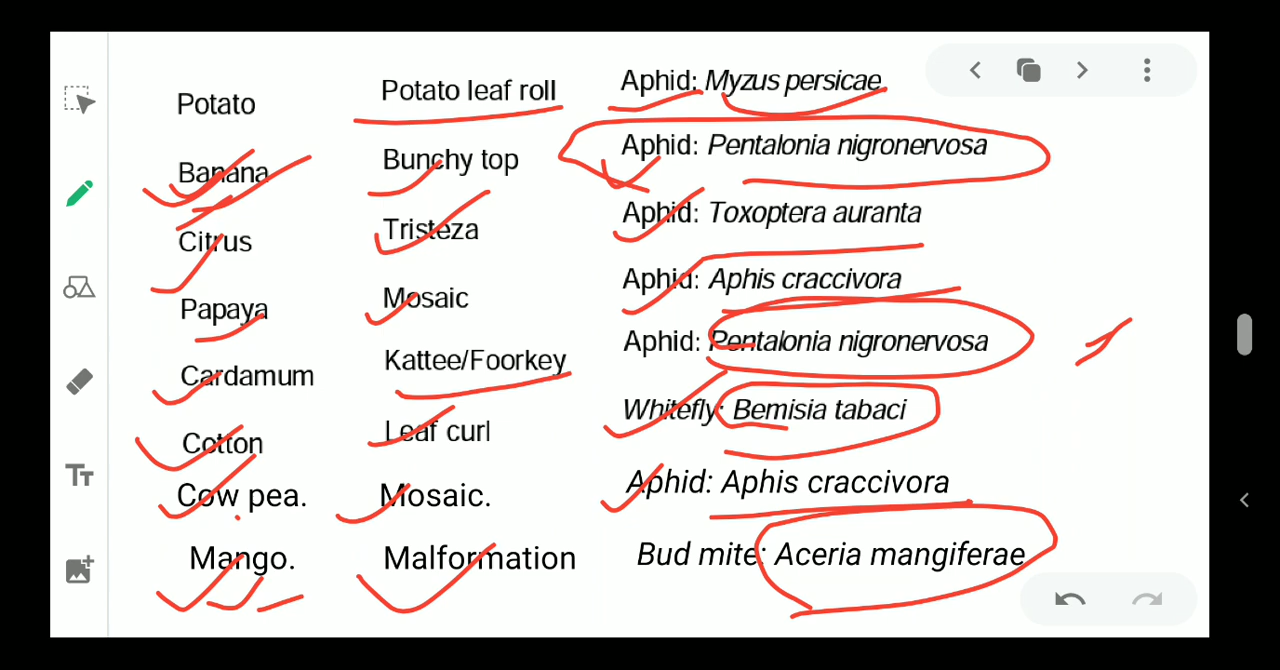 Potato Potato leaf roll Aphid: Myzus persicae
Banana Bunchy top Aphid: Pentalonia nigronervosa
Citrus Tristeza Aphid: Toxoptera auranta
Papaya Mosaic Aphid: Aphis craccivora
Cardamum Kattee/Foorkey Aphid: Pentalonia nigronervosa
Cotton Leaf curl Whitefly: Bemisia tabaci
Cow pea. Mosaic. Aphid: Aphis craccivora
Mango. Malformation Bud mite: Aceria mangiferae
TT